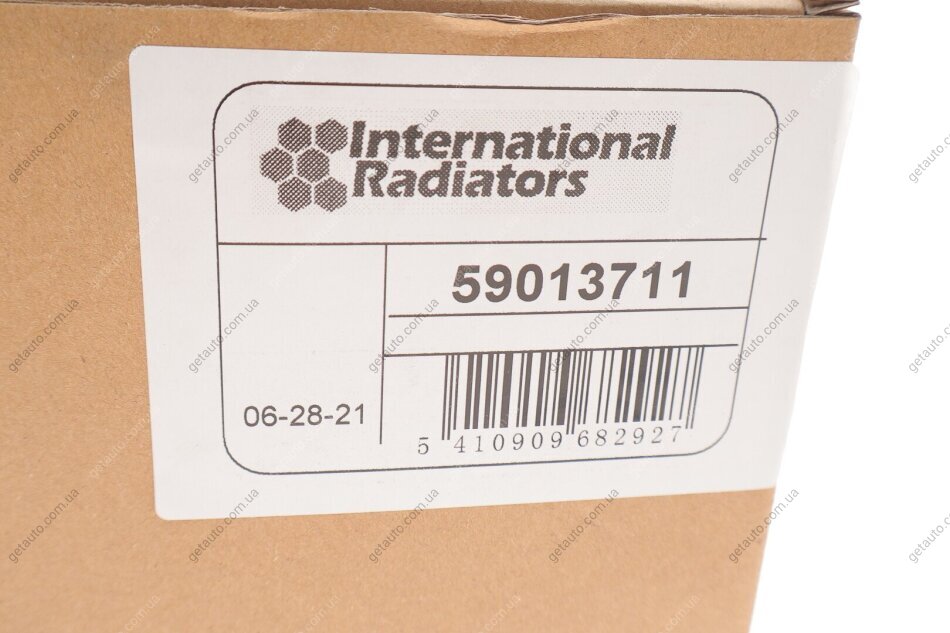 International
Radiators
59013711
06-28-21
5 410909 682927
getauto.com.ua